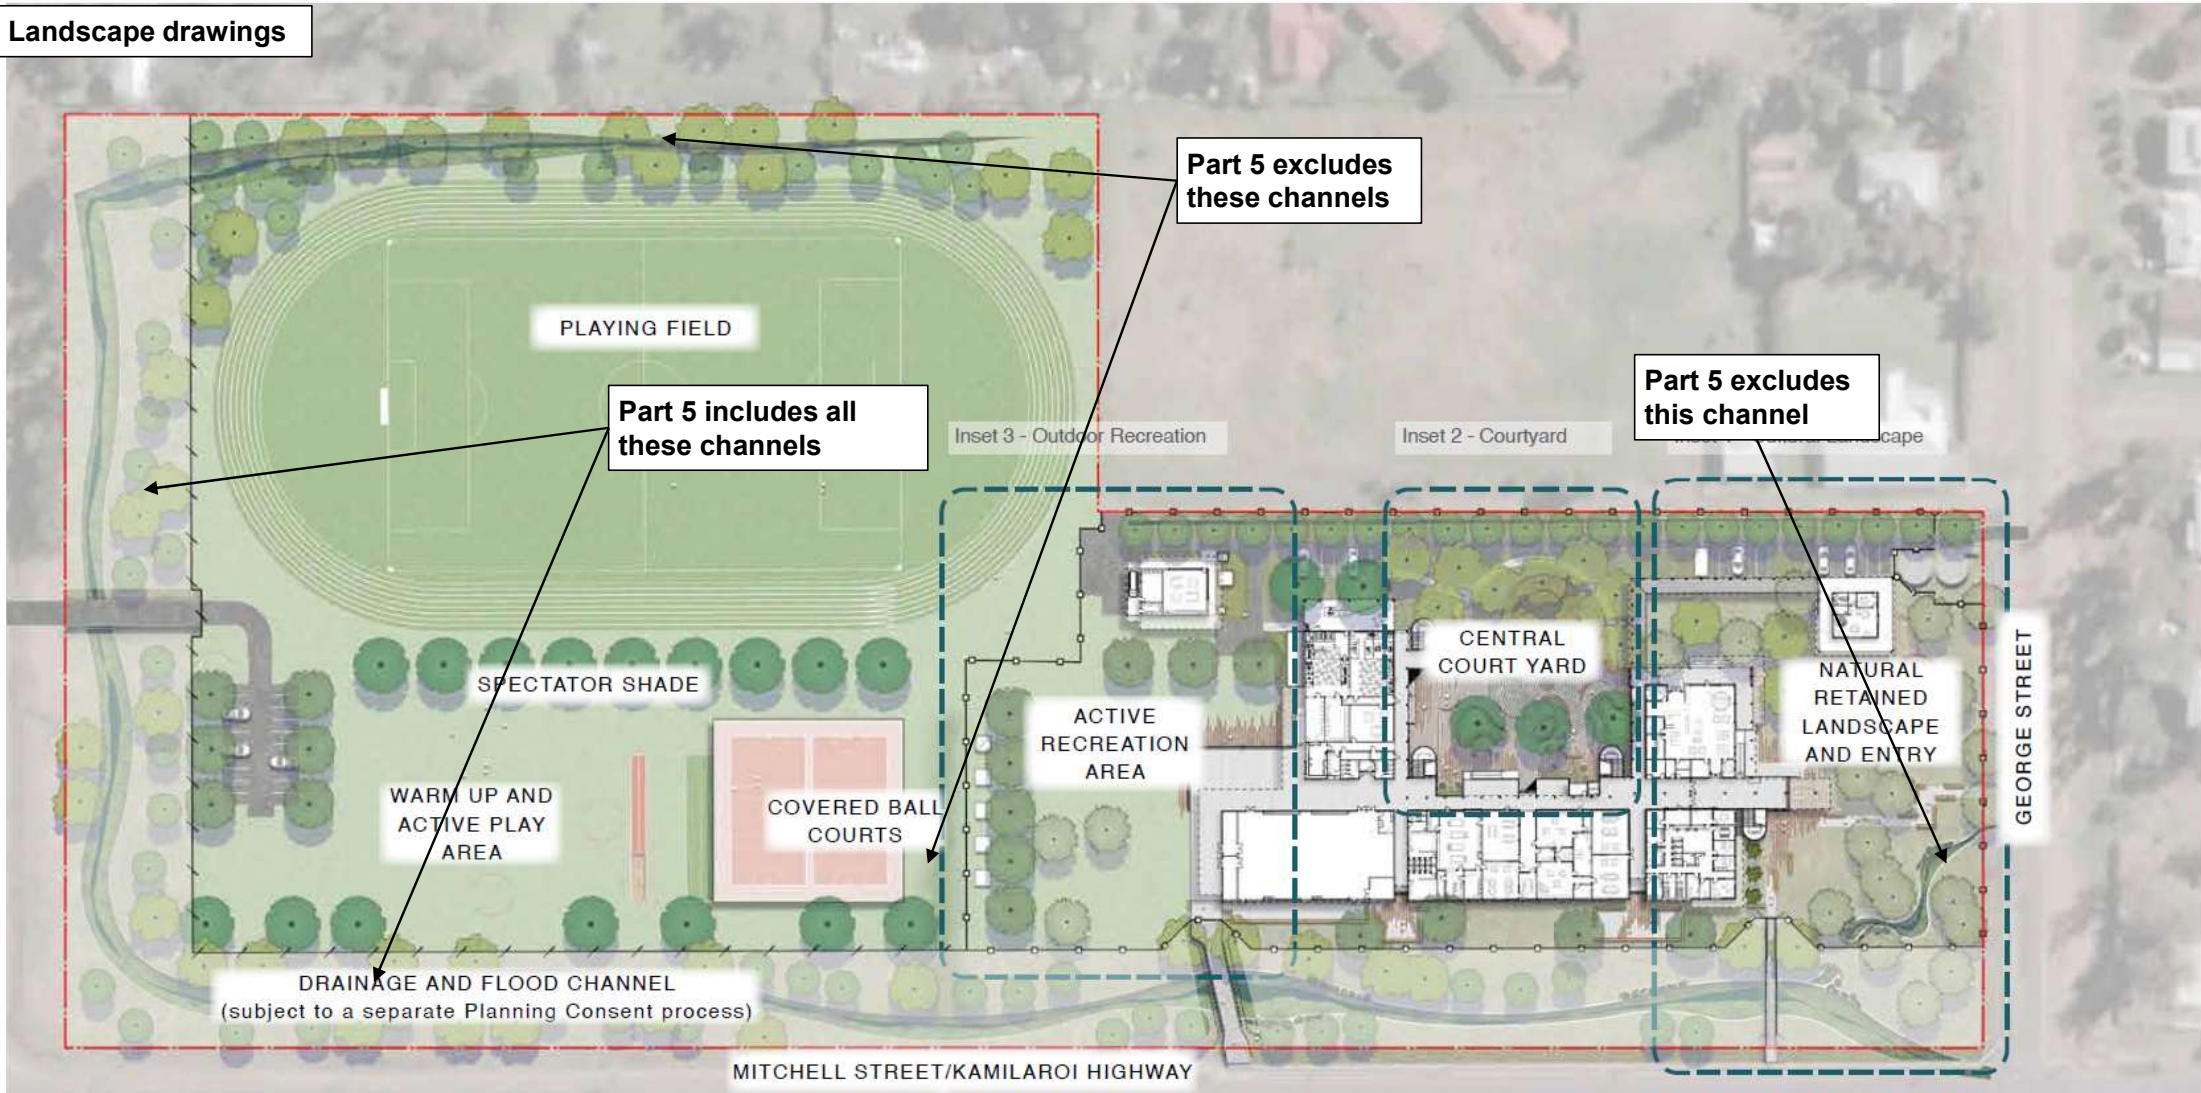 Landscape drawings
Part 5 excludes
these channels
PLAYING FIELD
Part 5 includes all
these channels
Part 5 excludes
this channel
Inset 3 - Outdoor Recreation
Inset 2 - Courtyard
CENTRAL
COURT YARD
SPECTATOR SHADE
NATURAL
RETAINED
LANDSCAPE
AND ENTRY
GEORGE STREET
ACTIVE
RECREATION
AREA
WARM UP AND
ACTIVE PLAY
AREA
COVERED BALL
COURTS
DRAINAGE AND FLOOD CHANNEL
(subject to a separate Planning Consent process)
MITCHELL STREET/KAMILAROI HIGHWAY